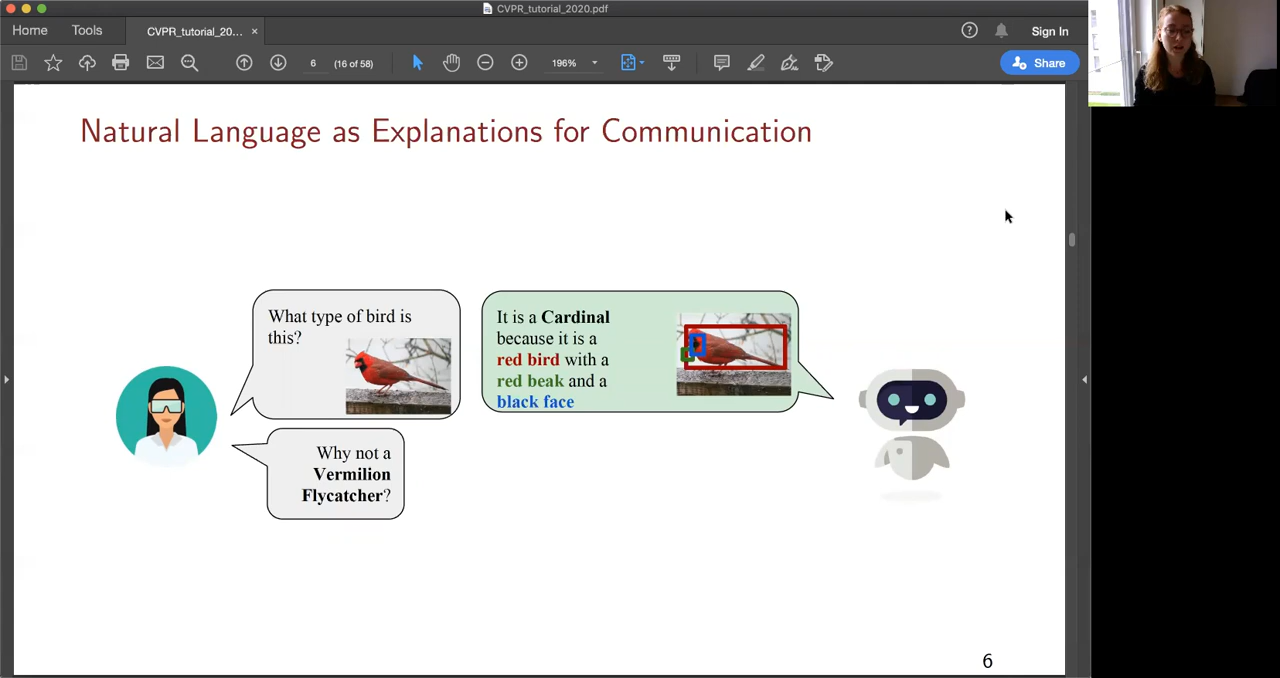 CVPR_tutorial_2020.pdf
Home Tools CVPR_tutorial_20... × ? Sign In
6 (16 of 58) 196% Share
Natural Language as Explanations for Communication
What type of bird is
this?
It is a Cardinal
because it is a
red bird with a
red beak and a
black face
Why not a
Vermilion
Flycatcher?
6